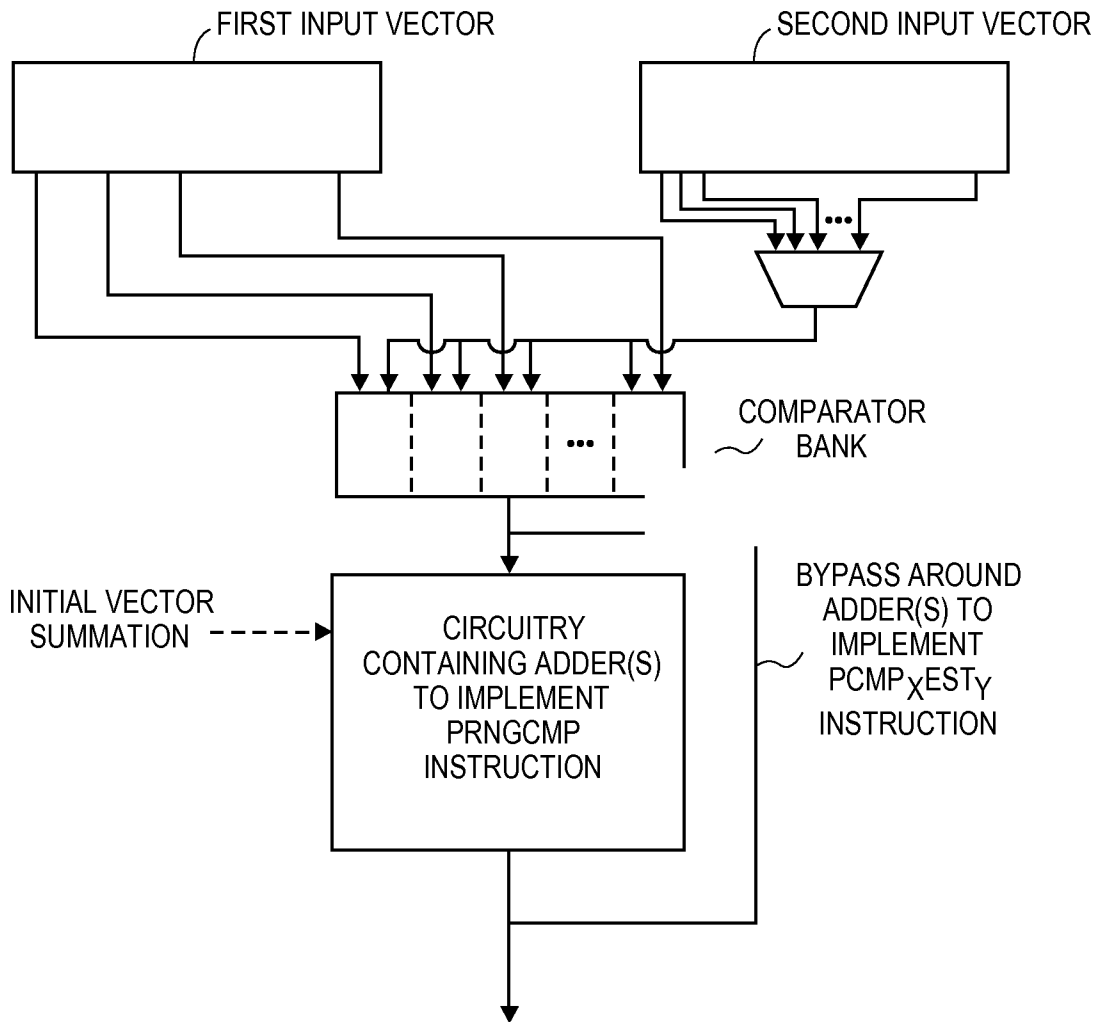 FIRST INPUT VECTOR
SECOND INPUT VECTOR
COMPARATOR
BANK
INITIAL VECTOR
SUMMATION
CIRCUITRY
CONTAINING ADDER(S)
TO IMPLEMENT
PRNGCMP
INSTRUCTION
BYPASS AROUND
ADDER(S) TO
IMPLEMENT
PCMPXESTY
INSTRUCTION